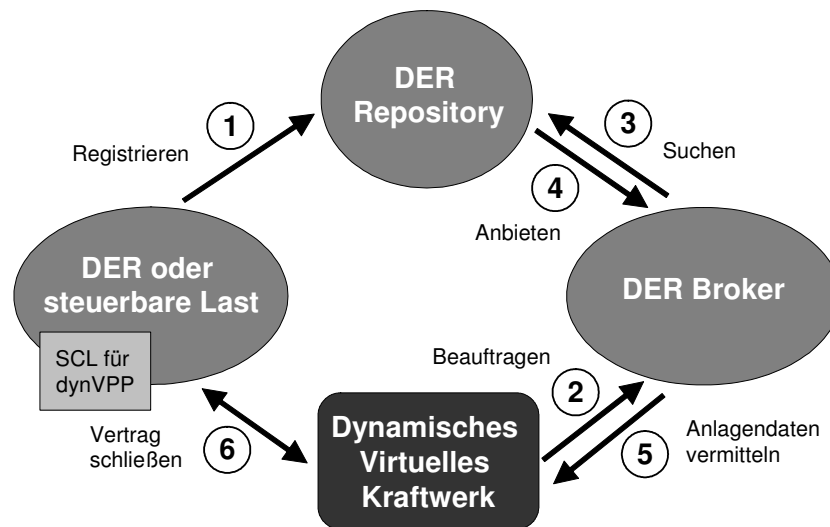 DER
Repository
1
3
Registrieren
Suchen
4
Anbieten
DER oder
steuerbare Last
DER Broker
SCL für
dynVPP
Beauftragen
2
Vertrag
schließen
6
Dynamisches
Virtuelles
Kraftwerk
5
Anlagendaten
vermitteln